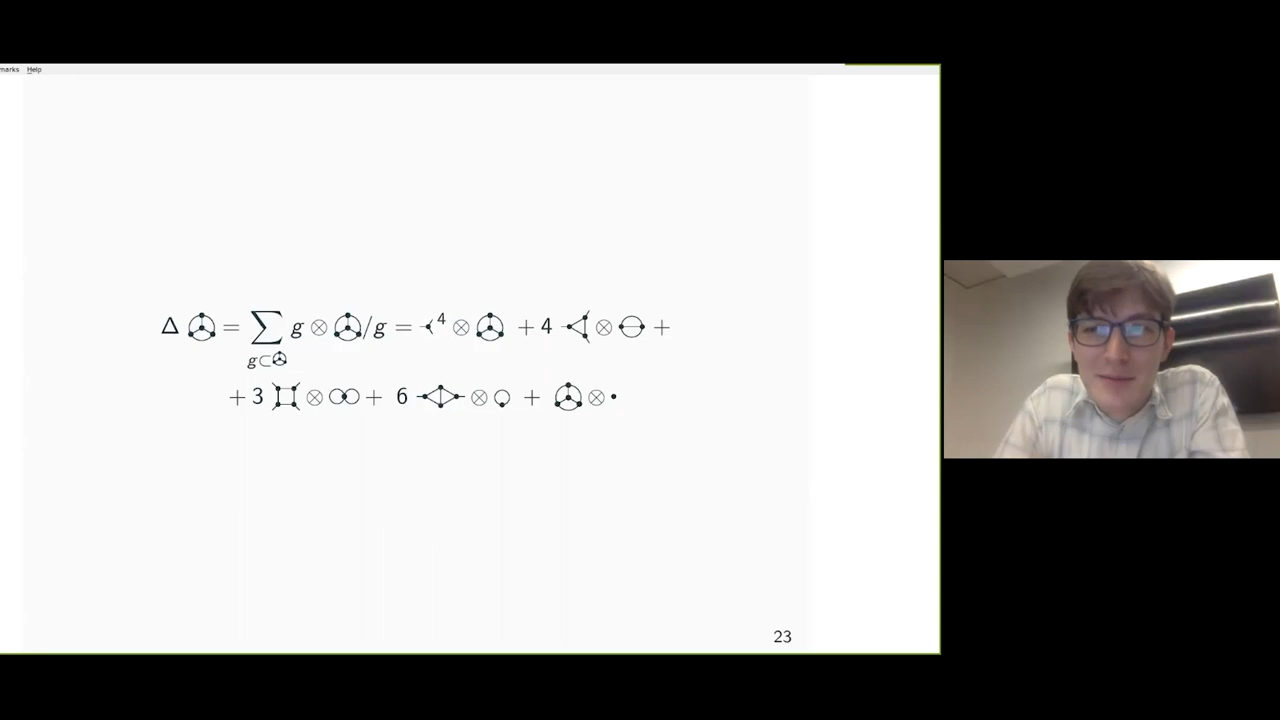 marks Help
Δ = ∑ g ⊗ /g = ⁴ ⊗ + 4 ⊗ +
g⊂
+ 3 ⊗ + 6 ⊗ + ⊗ •
23